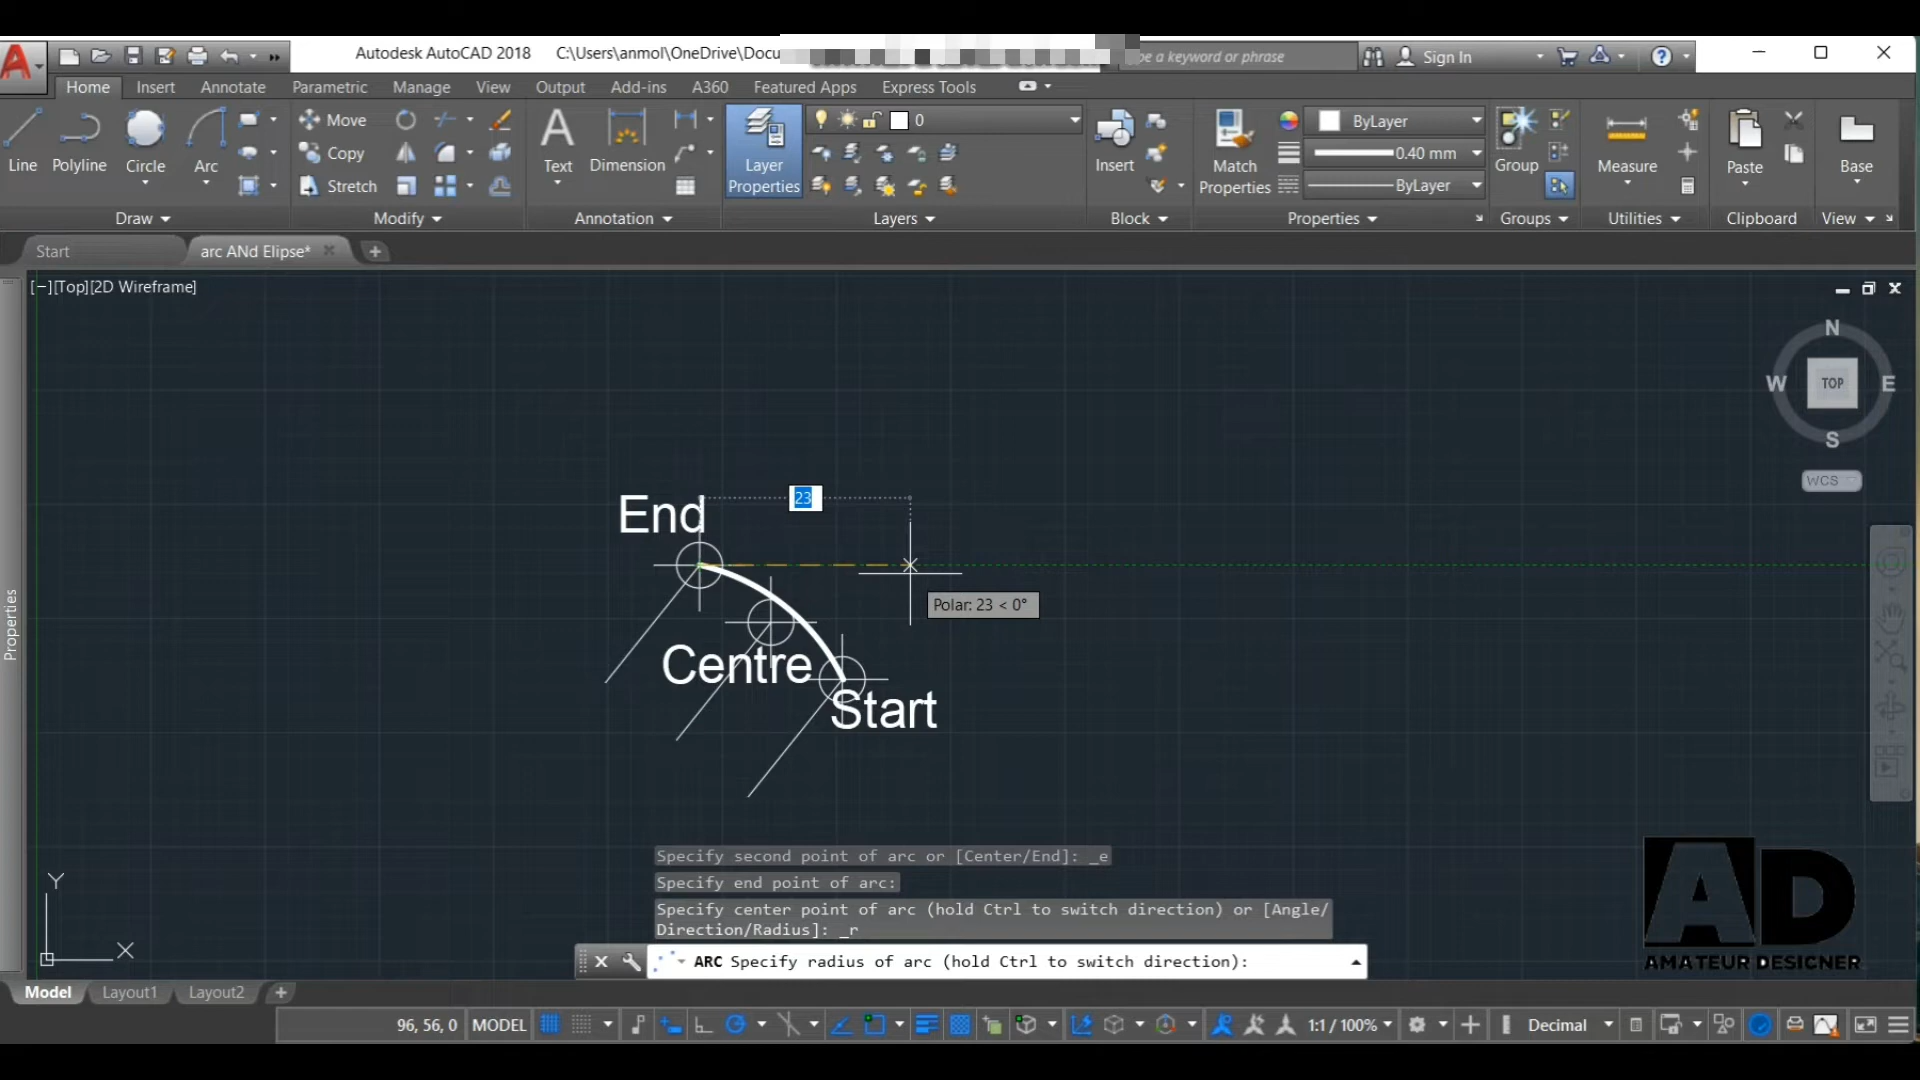 Autodesk AutoCAD 2018 C:\Users\anmol\OneDrive\Docu
e a keyword or phrase
Sign In
Home Insert Annotate Parametric Manage View Output Add-ins A360 Featured Apps Express Tools
Line Polyline Circle Arc
Move
Copy
Stretch
Text Dimension
Layer Properties
0
Insert
Match Properties
ByLayer
0.40 mm
ByLayer
Group
Measure
Paste
Base
Draw Modify Annotation Layers Block Properties Groups Utilities Clipboard View
Start arc ANd Elipse*
[−][Top][2D Wireframe]
N
W TOP E
S
WCS
Properties
23
End
Polar: 23 < 0°
Centre
Start
Specify second point of arc or [Center/End]: _e
Specify end point of arc:
Specify center point of arc (hold Ctrl to switch direction) or [Angle/
Direction/Radius]: _r
ARC Specify radius of arc (hold Ctrl to switch direction):
Y
X
AD
AMATEUR DESIGNER
Model Layout1 Layout2
96, 56, 0 MODEL 1:1 / 100% Decimal